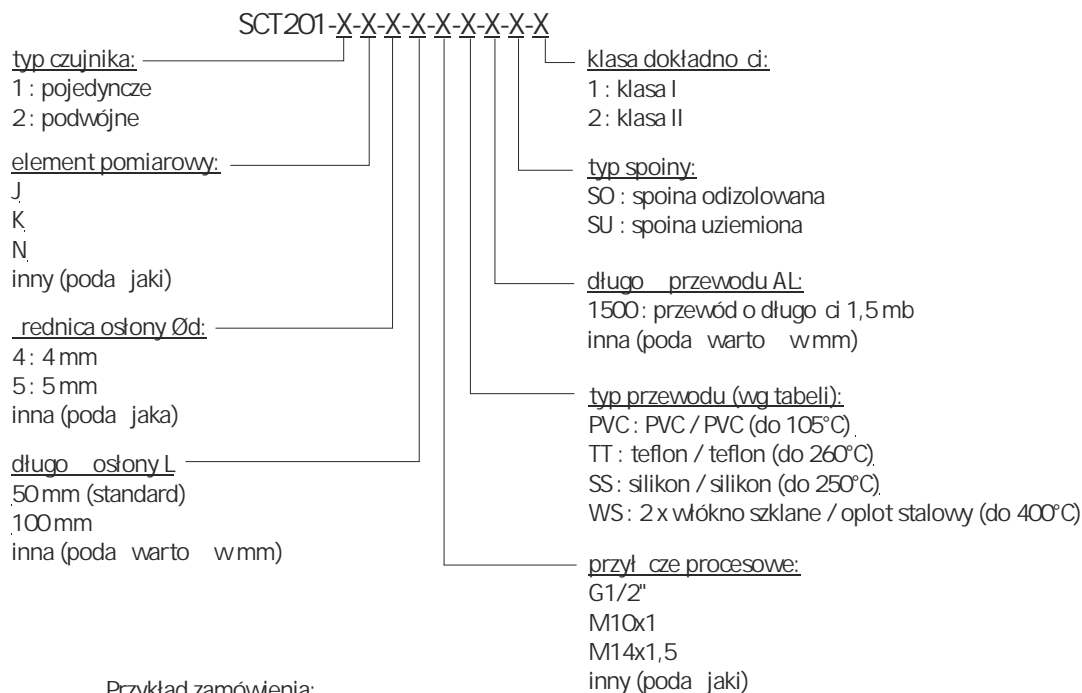 SCT201-X-X-X-X-X-X-X-X-X
typ czujnika:
1 : pojedyncze
2 : podwójne
element pomiarowy:
J
K
N
inny (poda jaki)
rednica osłony Ød:
4 : 4 mm
5 : 5 mm
inna (poda jaka)
długo osłony L
50 mm (standard)
100 mm
inna (poda warto w mm)
klasa dokładno ci:
1 : klasa I
2 : klasa II
typ spoiny:
SO : spoina odizolowana
SU : spoina uziemiona
długo przewodu AL:
1500 : przewód o długo ci 1,5 mb
inna (poda warto w mm)
typ przewodu (wg tabeli):
PVC : PVC / PVC (do 105°C)
TT : teflon / teflon (do 260°C)
SS : silikon / silikon (do 250°C)
WS : 2 x włókno szklane / oplot stalowy (do 400°C)
przył cze procesowe:
G1/2"
M10x1
M14x1,5
inny (poda jaki)
Przykład zamówienia: